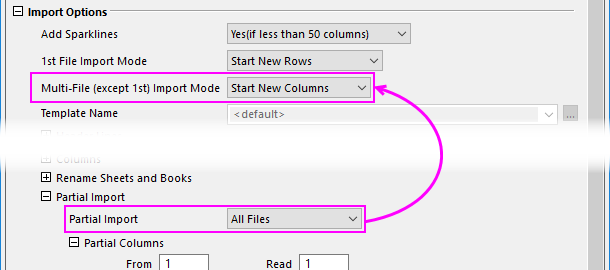 Import Options
Add Sparklines Yes(if less than 50 columns)
1st File Import Mode Start New Rows
Multi-File (except 1st) Import Mode Start New Columns
Template Name <default> ...
Columns
Rename Sheets and Books
Partial Import
Partial Import All Files
Partial Columns
From 1 Read 1